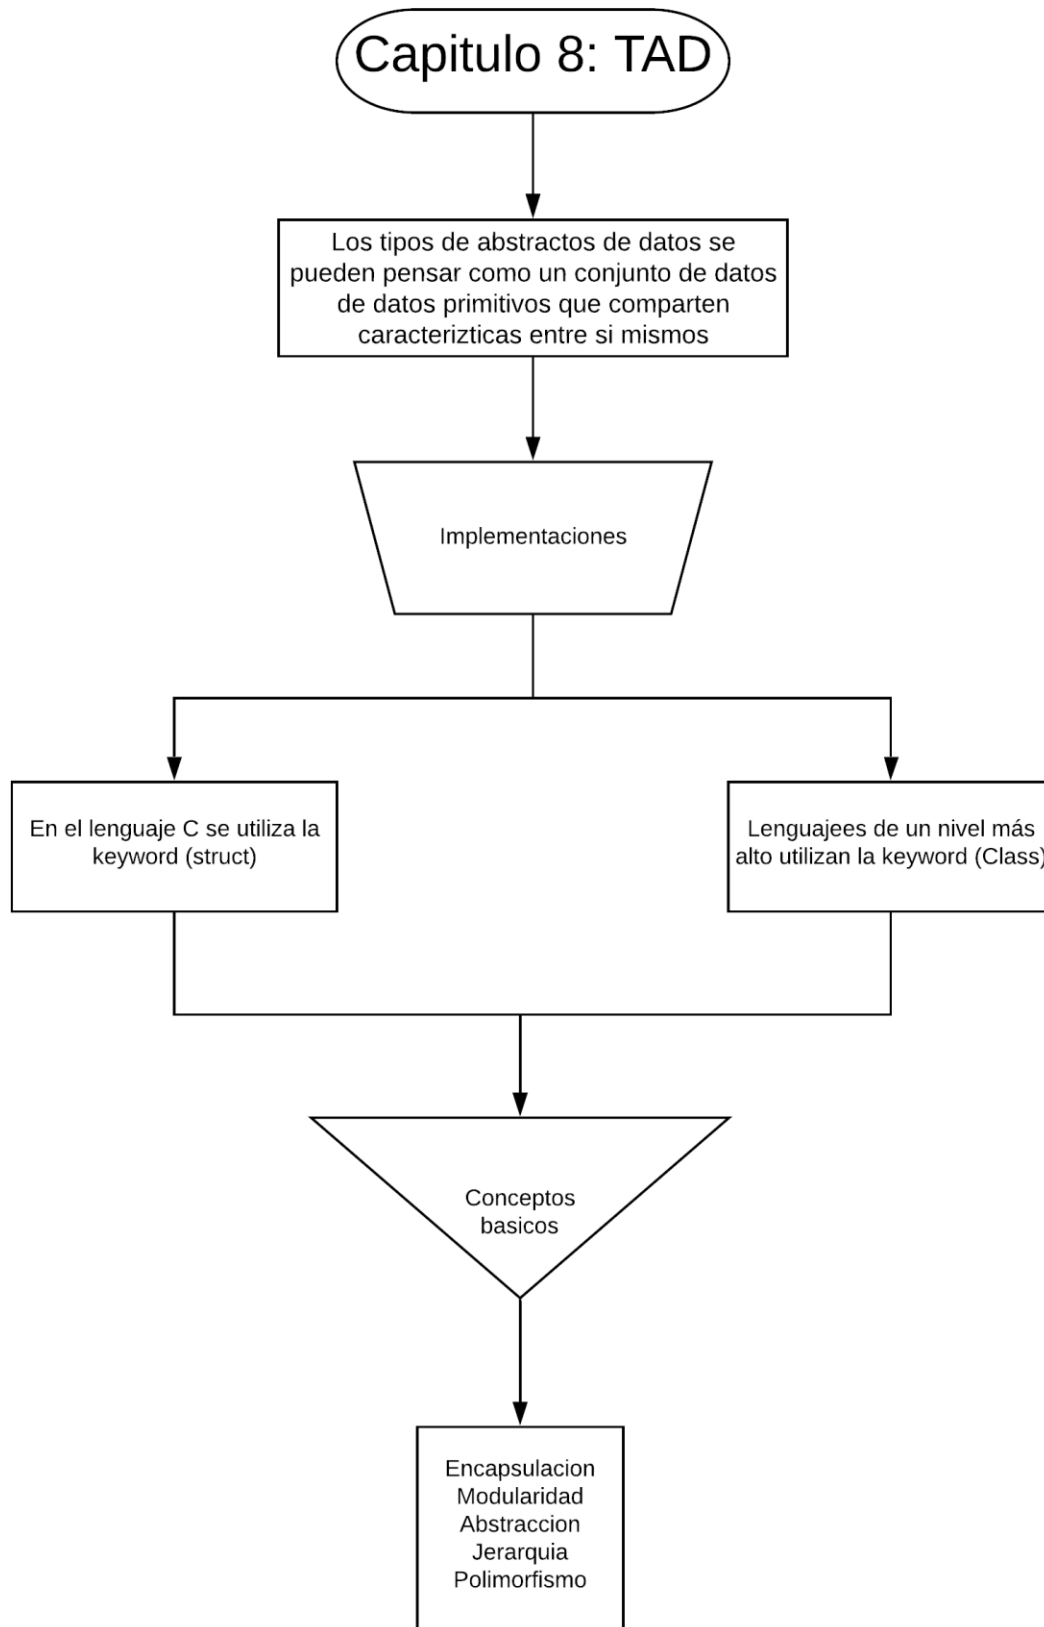 Capitulo 8: TAD
Los tipos de abstractos de datos se
pueden pensar como un conjunto de datos
de datos primitivos que comparten
caracterizticas entre si mismos
Implementaciones
En el lenguaje C se utiliza la
keyword (struct)
Lenguajees de un nivel más
alto utilizan la keyword (Class)
Conceptos
basicos
Encapsulacion
Modularidad
Abstraccion
Jerarquia
Polimorfismo